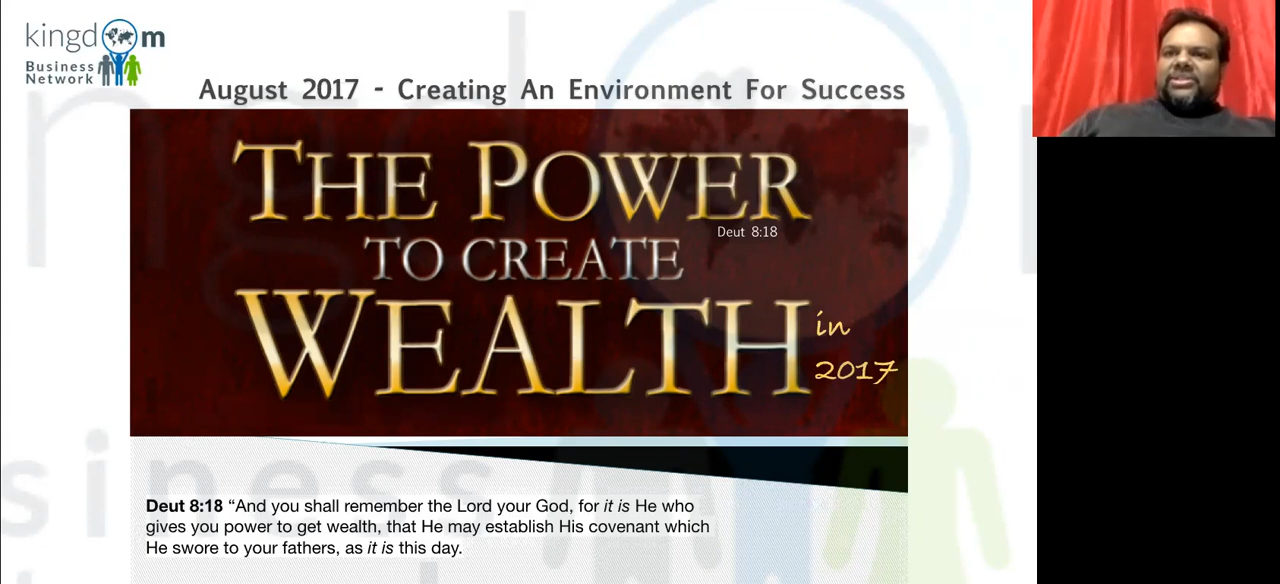 kingdom
Business
Network
August 2017 - Creating An Environment For Success
THE POWER
Deut 8:18
TO CREATE
WEALTH
in
2017
Deut 8:18 “And you shall remember the Lord your God, for it is He who
gives you power to get wealth, that He may establish His covenant which
He swore to your fathers, as it is this day.